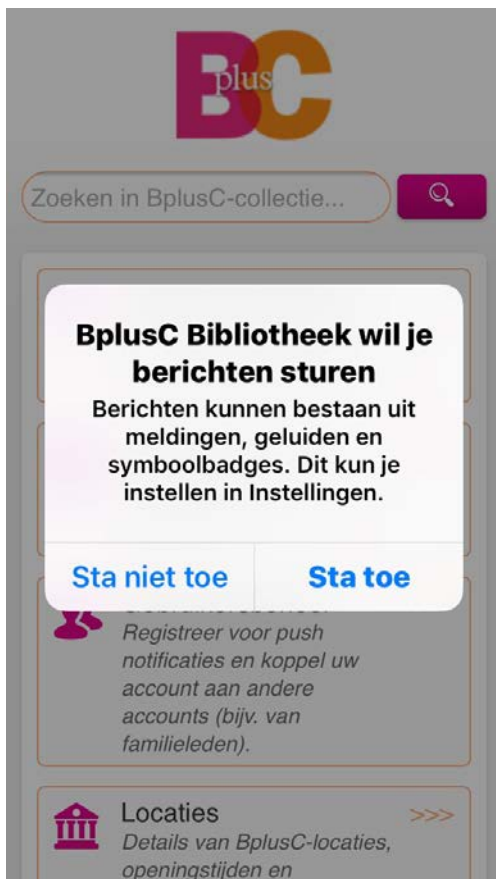 B plus C
Zoeken in BplusC-collectie...
BplusC Bibliotheek wil je
berichten sturen
Berichten kunnen bestaan uit
meldingen, geluiden en
symboolbadges. Dit kun je
instellen in Instellingen.
Sta niet toe
Sta toe
Registreer voor push
notificaties en koppel uw
account aan andere
accounts (bijv. van
familieleden).
Locaties >>>
Details van BplusC-locaties,
openingstijden en